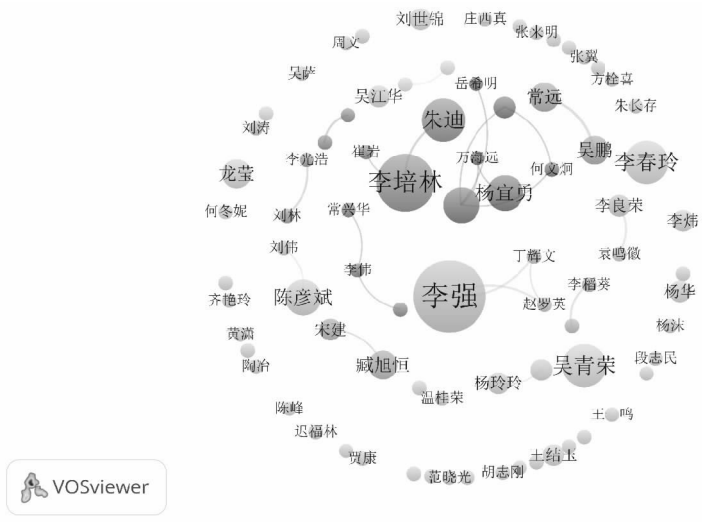 刘世锦
庄西真
周文
张来明
张翼
吴萨
岳希明
方栓喜
吴江华
常远
朱长存
刘涛
朱迪
崔岩
吴鹏
李光浩
万海远
李春玲
龙莹
李培林
何文炯
杨宜勇
何冬妮
刘林
常兴华
李良荣
李炜
刘伟
丁辉文
袁鸣徽
李伟
李稻葵
齐艳玲
陈彦斌
李强
赵罗英
杨华
黄潇
宋建
杨沫
陶冶
臧旭恒
吴青荣
段志民
杨玲玲
温桂荣
陈峰
王一鸣
迟福林
贾康
范晓光
胡志刚
VOSviewer